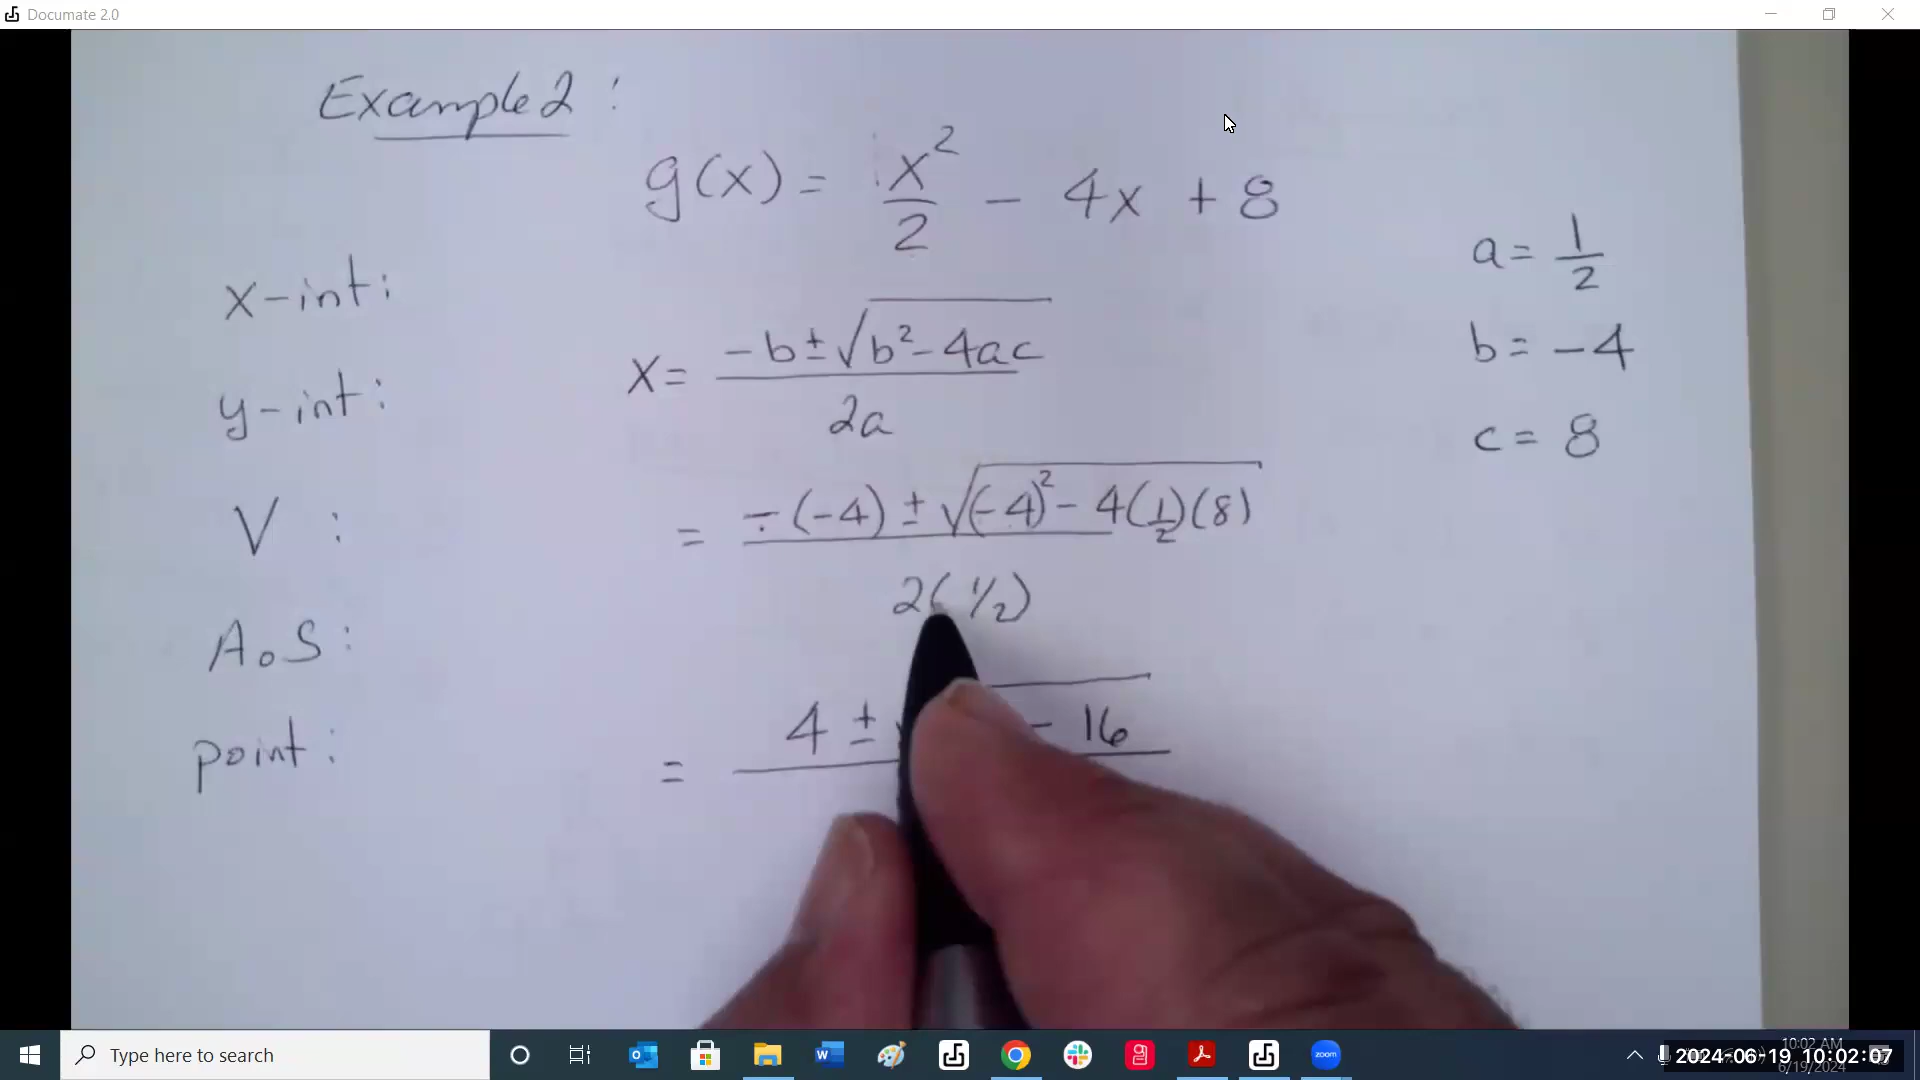 Documate 2.0
Example 2 :
g(x) = x²/2 - 4x + 8
a = 1/2
x-int:
x = (-b ± √(b² - 4ac))/2a
b = -4
y-int:
c = 8
V :
= (-(-4) ± √((-4)² - 4(1/2)(8)))/2(1/2)
AoS:
point:
= 4 ± - 16
Type here to search
zoom
10:02 AM
2024-06-19 10:02:07
6/19/2024